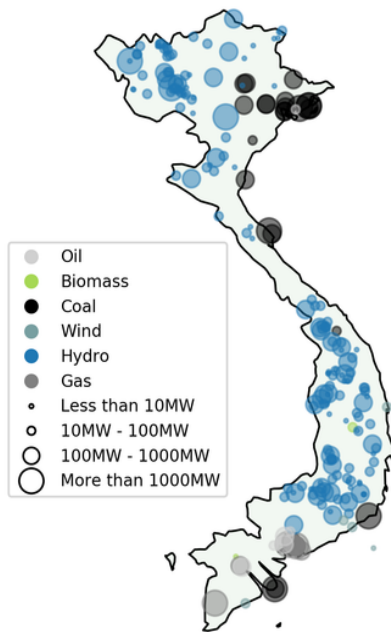 Oil
Biomass
Coal
Wind
Hydro
Gas
Less than 10MW
10MW - 100MW
100MW - 1000MW
More than 1000MW